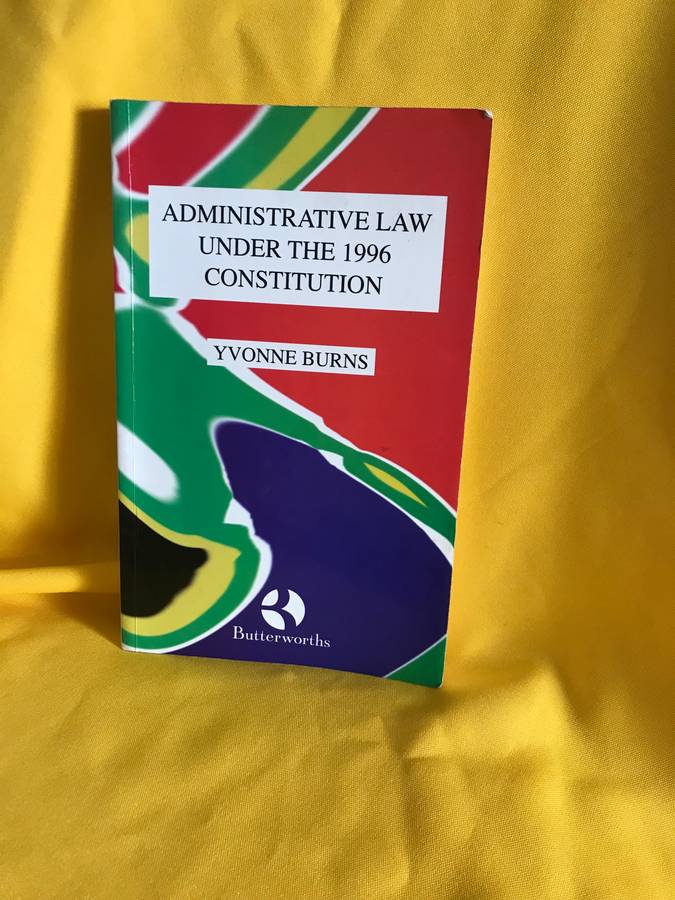 ADMINISTRATIVE LAW
UNDER THE 1996
CONSTITUTION
YVONNE BURNS
Butterworths